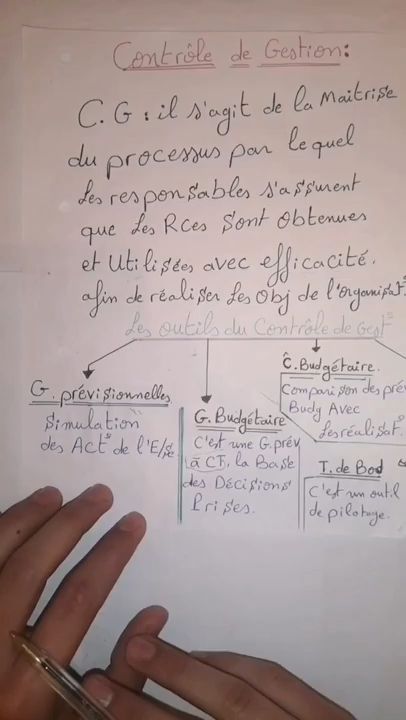 Contrôle de Gestion:
C.G: il s'agit de la Maitrise
du processus par le quel
Les responsables s'assurent
que Les RCes sont obtenues
et Utilisées avec efficacité.
afin de réaliser Les Obj de l'organisat°
Les outils du Contrôle de Gest°
G. prévisionnelles
Simulation
des ACT° de l'E/se
G. Budgétaire
C'est une G.prév
à CT, la Base
des Décisions
Prises.
C. Budgétaire.
Comparaison des prév
Budg Avec
Les réalisat°
T. de Bod
C'est un outil
de pilotage.